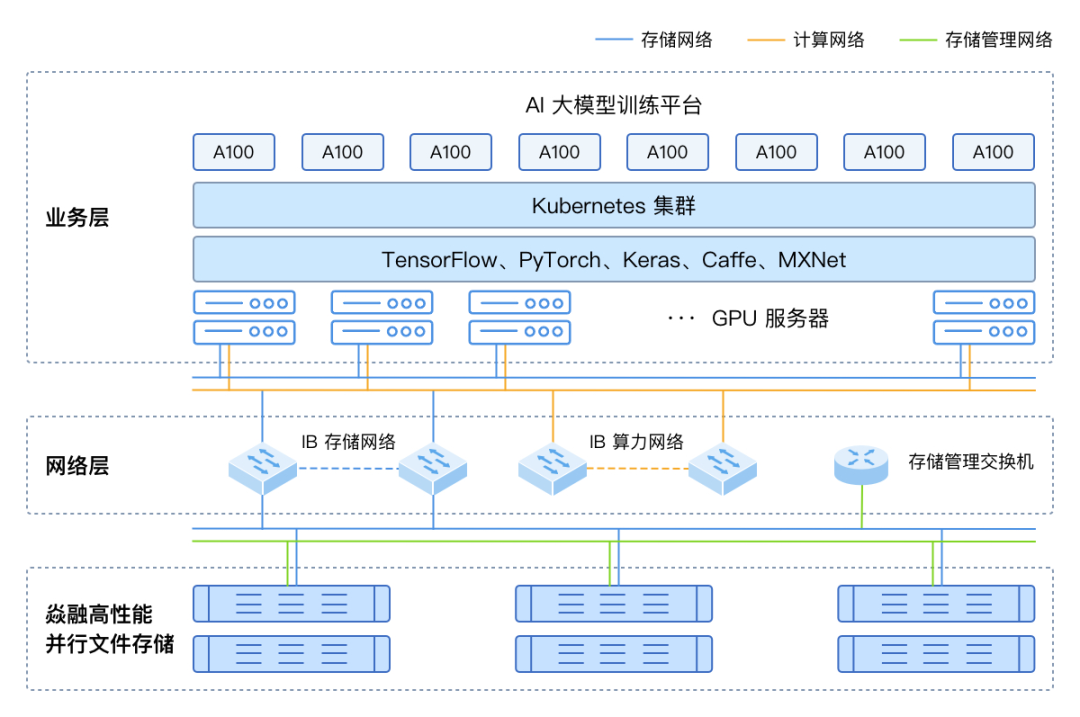 存储网络 计算网络 存储管理网络
AI 大模型训练平台
A100 A100 A100 A100 A100 A100 A100 A100
业务层
Kubernetes 集群
TensorFlow、PyTorch、Keras、Caffe、MXNet
··· GPU 服务器
网络层
IB 存储网络 IB 算力网络
存储管理交换机
焱融高性能
并行文件存储